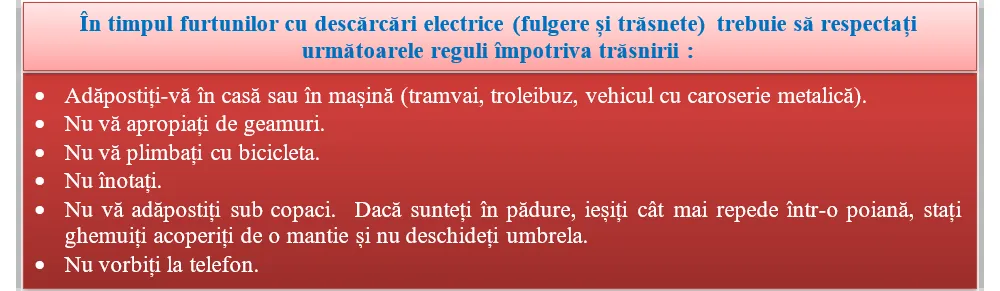 În timpul furtunilor cu descărcări electrice (fulgere și trăsnete) trebuie să respectați
următoarele reguli împotriva trăsnirii :
• Adăpostiți-vă în casă sau în mașină (tramvai, troleibuz, vehicul cu caroserie metalică).
• Nu vă apropiați de geamuri.
• Nu vă plimbați cu bicicleta.
• Nu înotați.
• Nu vă adăpostiți sub copaci. Dacă sunteți în pădure, ieșiți cât mai repede într-o poiană, stați
ghemuiți acoperiți de o mantie și nu deschideți umbrela.
• Nu vorbiți la telefon.